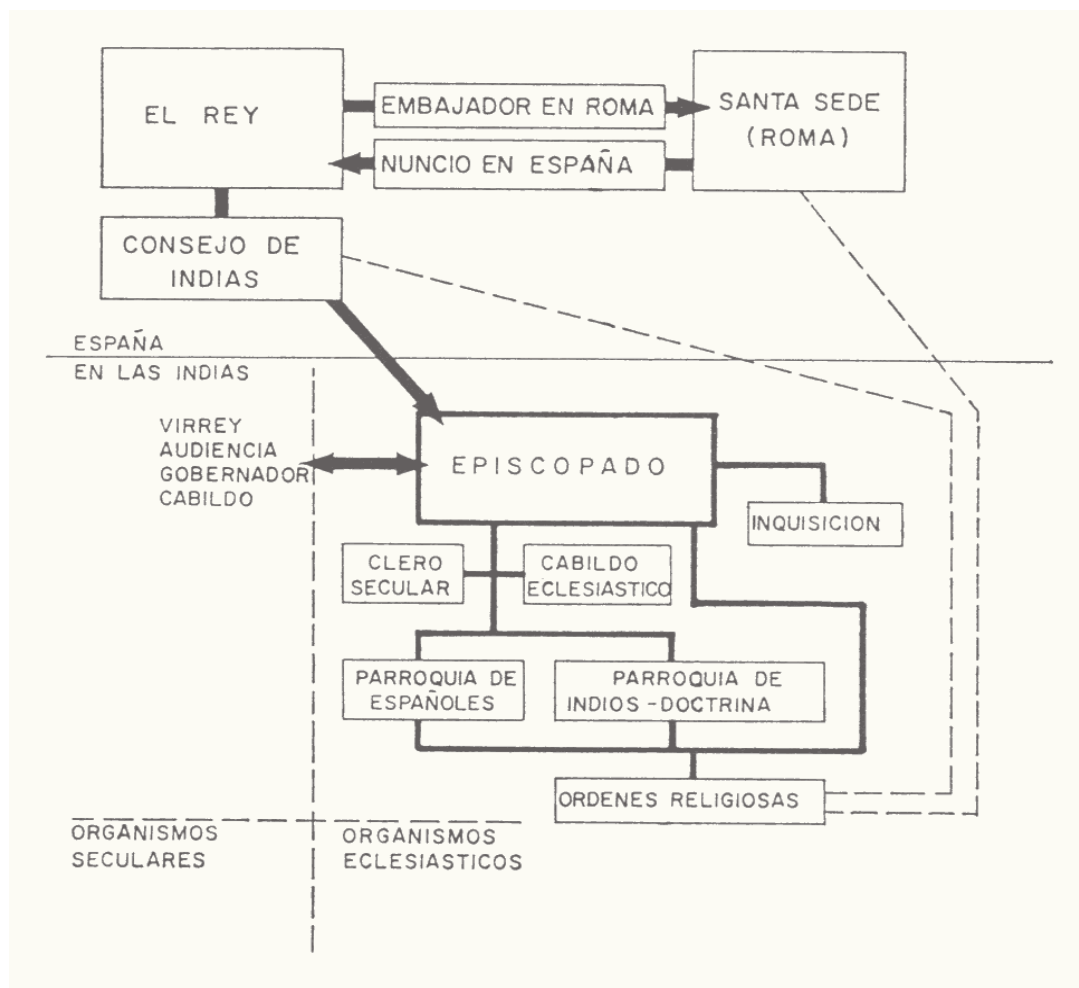 EL REY
EMBAJADOR EN ROMA
SANTA SEDE
(ROMA)
NUNCIO EN ESPAÑA
CONSEJO DE
INDIAS
ESPAÑA
EN LAS INDIAS
VIRREY
AUDIENCIA
GOBERNADOR
CABILDO
EPISCOPADO
INQUISICION
CLERO
SECULAR
CABILDO
ECLESIASTICO
PARROQUIA DE
ESPAÑOLES
PARROQUIA DE
INDIOS - DOCTRINA
ORDENES RELIGIOSAS
ORGANISMOS
SECULARES
ORGANISMOS
ECLESIASTICOS